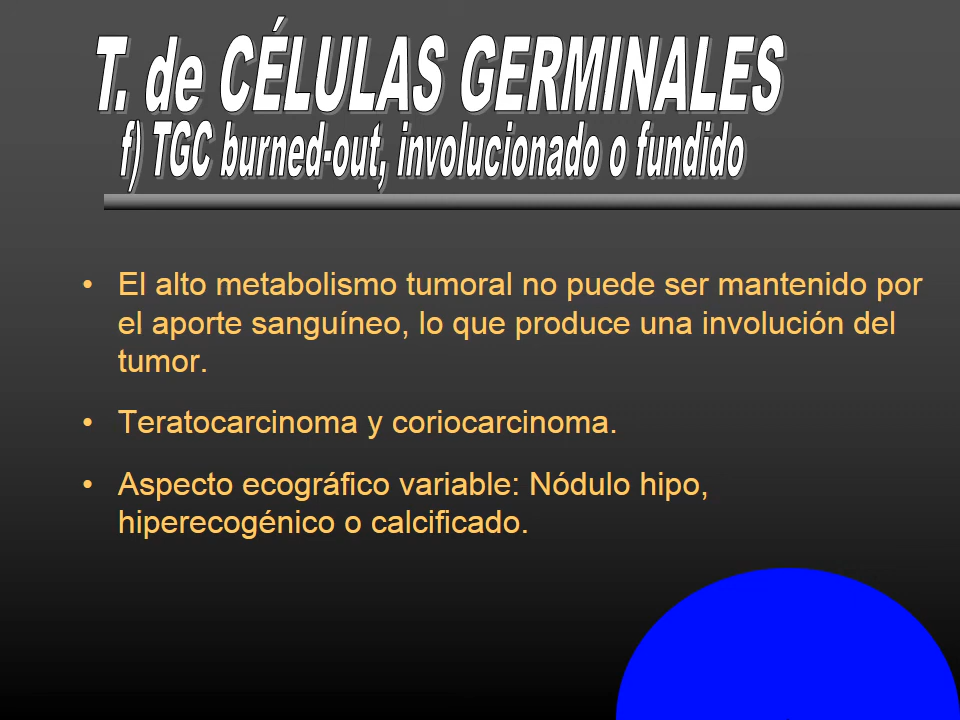 T. de CÉLULAS GERMINALES
f) TGC burned-out, involucionado o fundido
• El alto metabolismo tumoral no puede ser mantenido por
el aporte sanguíneo, lo que produce una involución del
tumor.
• Teratocarcinoma y coriocarcinoma.
• Aspecto ecográfico variable: Nódulo hipo,
hiperecogénico o calcificado.